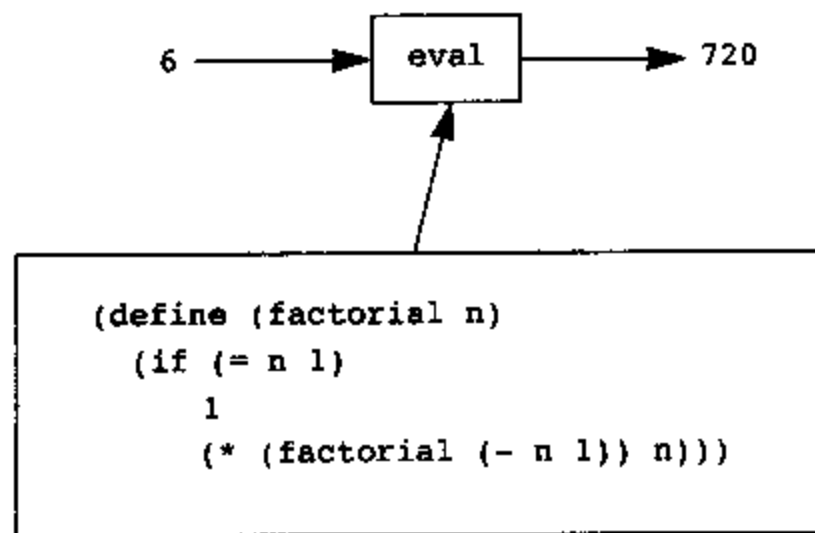 6 eval 720
(define (factorial n)
(if (= n 1)
1
(* (factorial (- n 1)) n)))